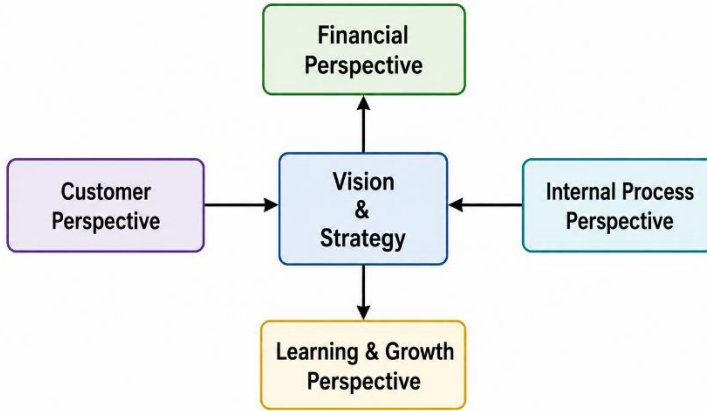 Financial
Perspective
Customer
Perspective
Vision
&
Strategy
Internal Process
Perspective
Learning & Growth
Perspective